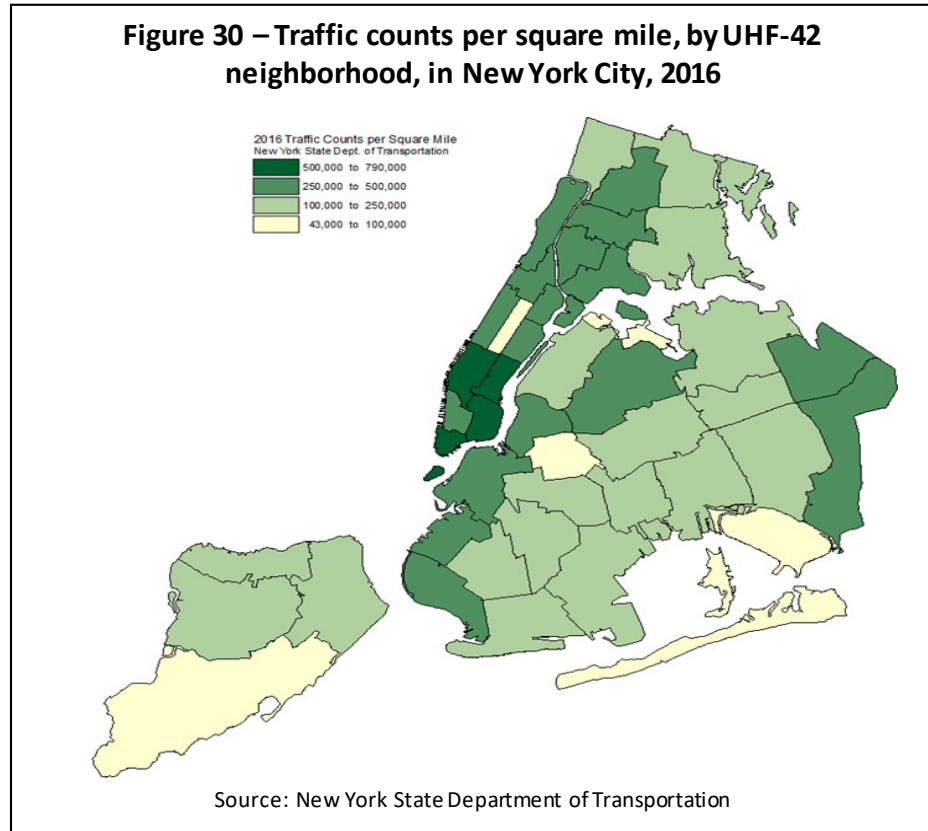 Figure 30 – Traffic counts per square mile, by UHF-42
neighborhood, in New York City, 2016
2016 Traffic Counts per Square Mile
New York State Dept. of Transportation
500,000 to 790,000
250,000 to 500,000
100,000 to 250,000
43,000 to 100,000
Source: New York State Department of Transportation